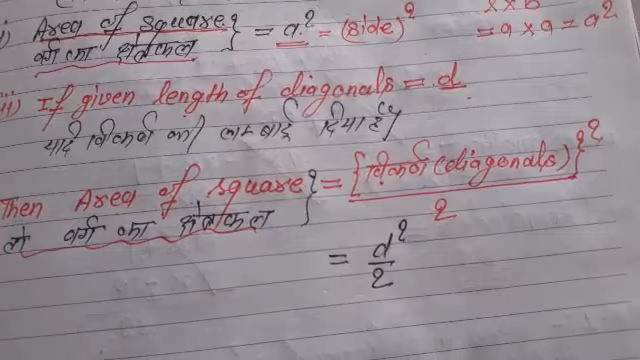 i) Area of square } = a² = (side)²
वर्ग का क्षेत्रफल = a × a = a²
ii) If given length of diagonals = d
यदि विकर्ण की लम्बाई दिया है।
Then Area of square } = {विकर्ण (diagonals)}² / 2
तो वर्ग का क्षेत्रफल
= d² / 2